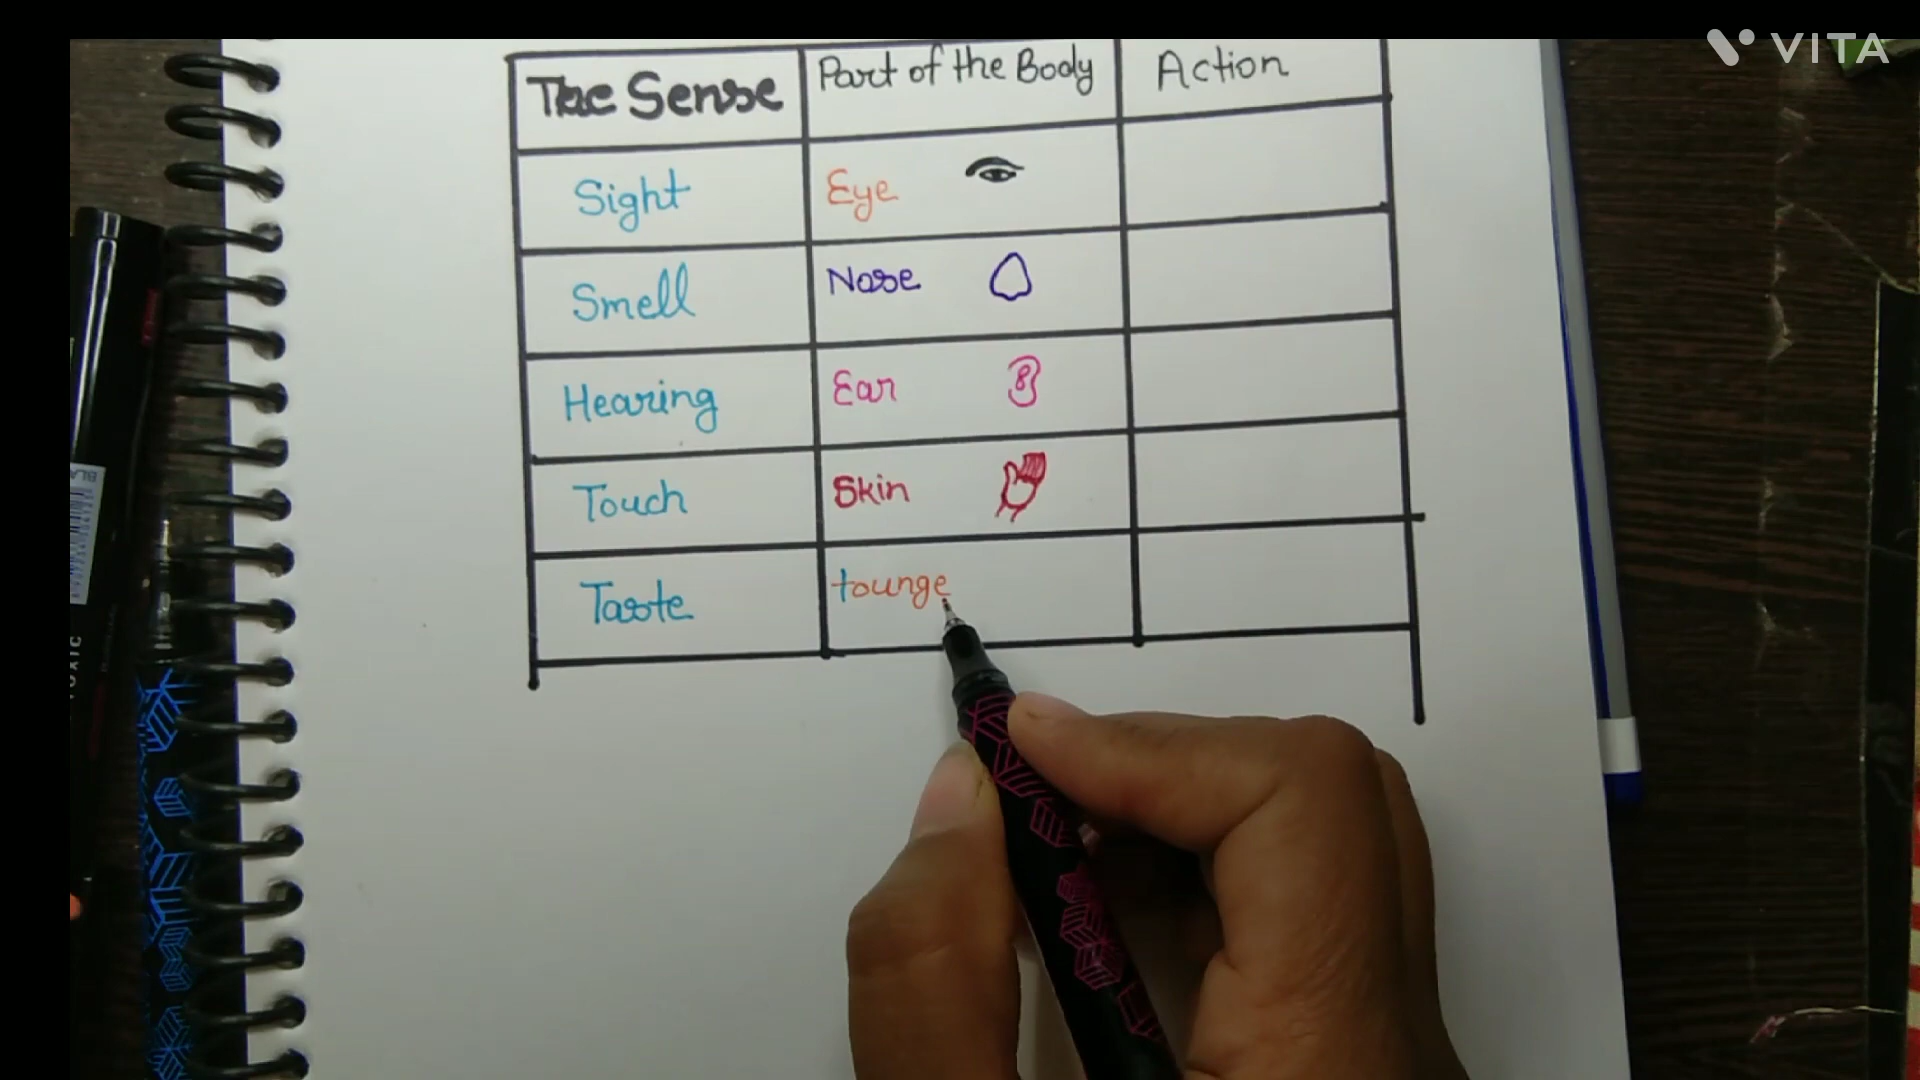 VITA
The Sense Part of the Body Action
Sight Eye
Smell Nose
Hearing Ear
Touch Skin
Taste tounge